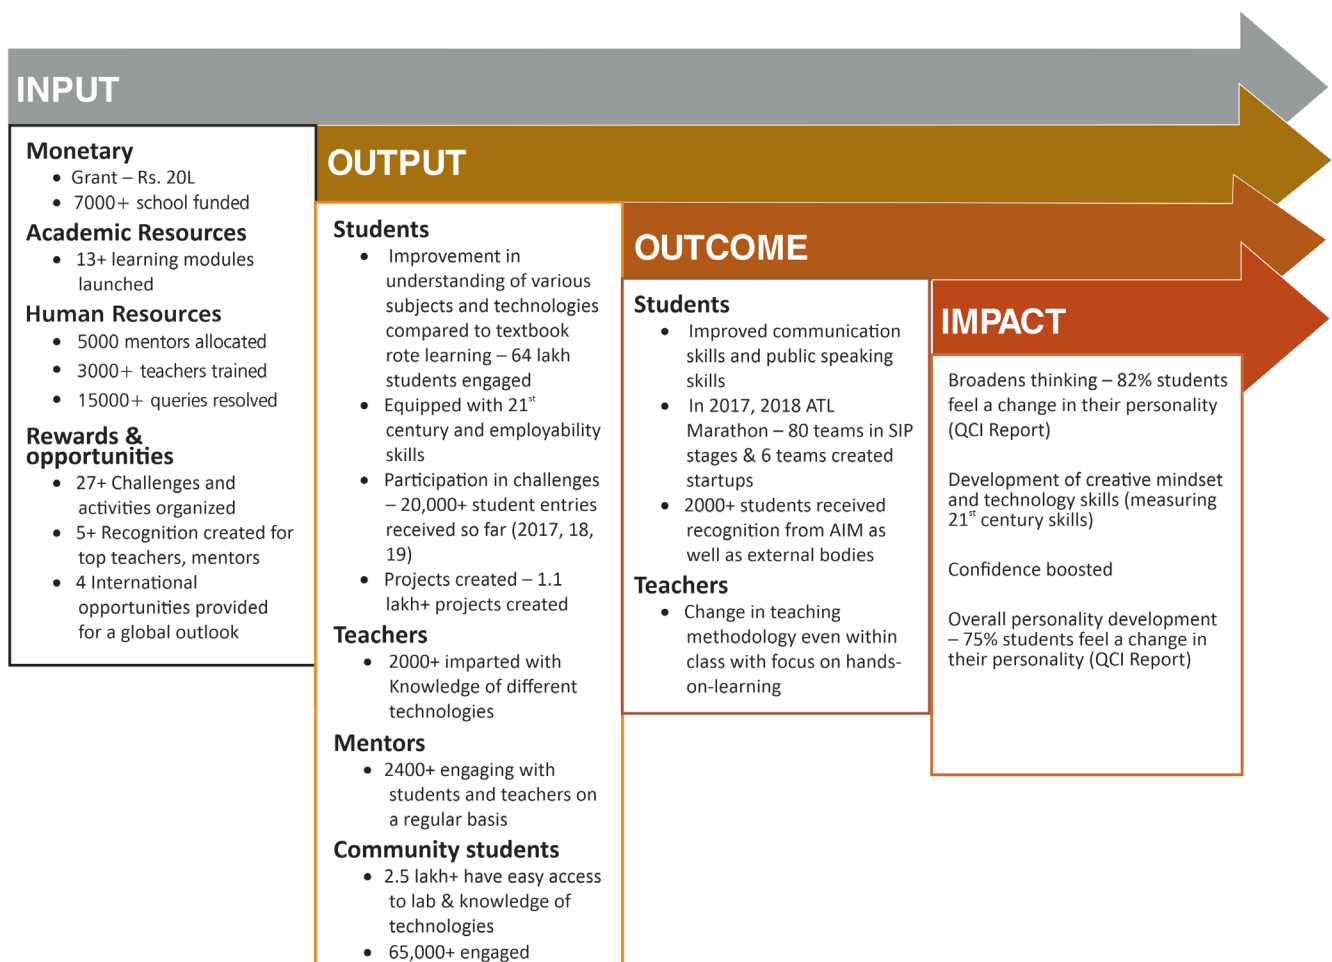 INPUT
Monetary
• Grant – Rs. 20L
• 7000+ school funded
Academic Resources
• 13+ learning modules
launched
Human Resources
• 5000 mentors allocated
• 3000+ teachers trained
• 15000+ queries resolved
Rewards &
opportunities
• 27+ Challenges and
activities organized
• 5+ Recognition created for
top teachers, mentors
• 4 International
opportunities provided
for a global outlook
OUTPUT
Students
• Improvement in
understanding of various
subjects and technologies
compared to textbook
rote learning – 64 lakh
students engaged
• Equipped with 21st
century and employability
skills
• Participation in challenges
– 20,000+ student entries
received so far (2017, 18,
19)
• Projects created – 1.1
lakh+ projects created
Teachers
• 2000+ imparted with
Knowledge of different
technologies
Mentors
• 2400+ engaging with
students and teachers on
a regular basis
Community students
• 2.5 lakh+ have easy access
to lab & knowledge of
technologies
• 65,000+ engaged
OUTCOME
Students
• Improved communication
skills and public speaking
skills
• In 2017, 2018 ATL
Marathon – 80 teams in SIP
stages & 6 teams created
startups
• 2000+ students received
recognition from AIM as
well as external bodies
Teachers
• Change in teaching
methodology even within
class with focus on hands-
on-learning
IMPACT
Broadens thinking – 82% students
feel a change in their personality
(QCI Report)
Development of creative mindset
and technology skills (measuring
21st century skills)
Confidence boosted
Overall personality development
– 75% students feel a change in
their personality (QCI Report)